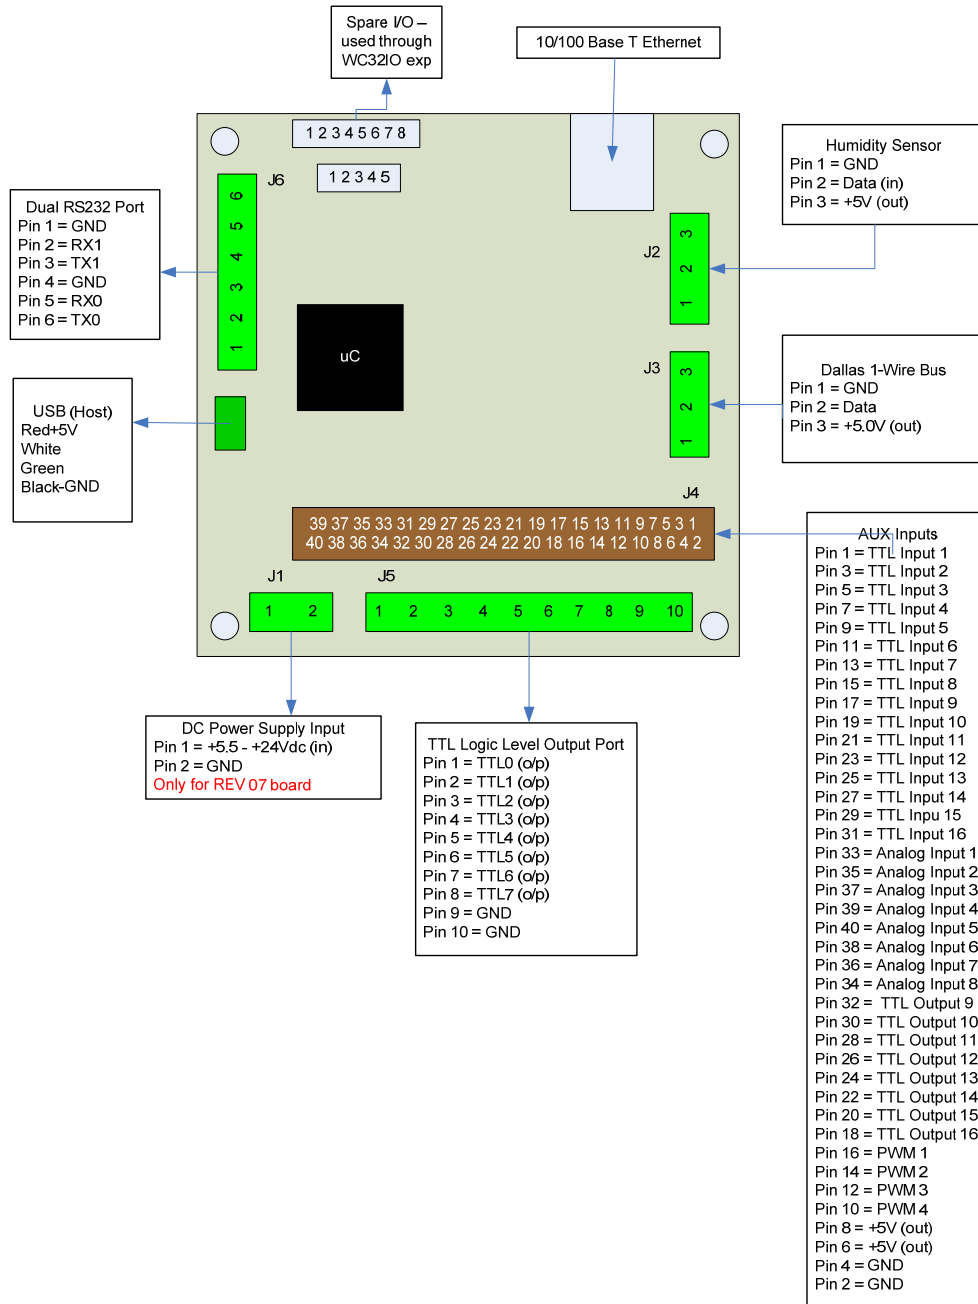 Spare I/O –
used through
WC32IO exp
10/100 Base T Ethernet
1 2 3 4 5 6 7 8
1 2 3 4 5
Humidity Sensor
Pin 1 = GND
Pin 2 = Data (in)
Pin 3 = +5V (out)
J6
6
5
4
3
2
1
Dual RS232 Port
Pin 1 = GND
Pin 2 = RX1
Pin 3 = TX1
Pin 4 = GND
Pin 5 = RX0
Pin 6 = TX0
J2
3
2
1
uC
J3
3
2
1
Dallas 1-Wire Bus
Pin 1 = GND
Pin 2 = Data
Pin 3 = +5.0V (out)
USB (Host)
Red+5V
White
Green
Black-GND
J4
39 37 35 33 31 29 27 25 23 21 19 17 15 13 11 9 7 5 3 1
40 38 36 34 32 30 28 26 24 22 20 18 16 14 12 10 8 6 4 2
J1
1 2
J5
1 2 3 4 5 6 7 8 9 10
DC Power Supply Input
Pin 1 = +5.5 - +24Vdc (in)
Pin 2 = GND
Only for REV 07 board
TTL Logic Level Output Port
Pin 1 = TTL0 (o/p)
Pin 2 = TTL1 (o/p)
Pin 3 = TTL2 (o/p)
Pin 4 = TTL3 (o/p)
Pin 5 = TTL4 (o/p)
Pin 6 = TTL5 (o/p)
Pin 7 = TTL6 (o/p)
Pin 8 = TTL7 (o/p)
Pin 9 = GND
Pin 10 = GND
AUX Inputs
Pin 1 = TTL Input 1
Pin 3 = TTL Input 2
Pin 5 = TTL Input 3
Pin 7 = TTL Input 4
Pin 9 = TTL Input 5
Pin 11 = TTL Input 6
Pin 13 = TTL Input 7
Pin 15 = TTL Input 8
Pin 17 = TTL Input 9
Pin 19 = TTL Input 10
Pin 21 = TTL Input 11
Pin 23 = TTL Input 12
Pin 25 = TTL Input 13
Pin 27 = TTL Input 14
Pin 29 = TTL Inpu 15
Pin 31 = TTL Input 16
Pin 33 = Analog Input 1
Pin 35 = Analog Input 2
Pin 37 = Analog Input 3
Pin 39 = Analog Input 4
Pin 40 = Analog Input 5
Pin 38 = Analog Input 6
Pin 36 = Analog Input 7
Pin 34 = Analog Input 8
Pin 32 = TTL Output 9
Pin 30 = TTL Output 10
Pin 28 = TTL Output 11
Pin 26 = TTL Output 12
Pin 24 = TTL Output 13
Pin 22 = TTL Output 14
Pin 20 = TTL Output 15
Pin 18 = TTL Output 16
Pin 16 = PWM 1
Pin 14 = PWM 2
Pin 12 = PWM 3
Pin 10 = PWM 4
Pin 8 = +5V (out)
Pin 6 = +5V (out)
Pin 4 = GND
Pin 2 = GND